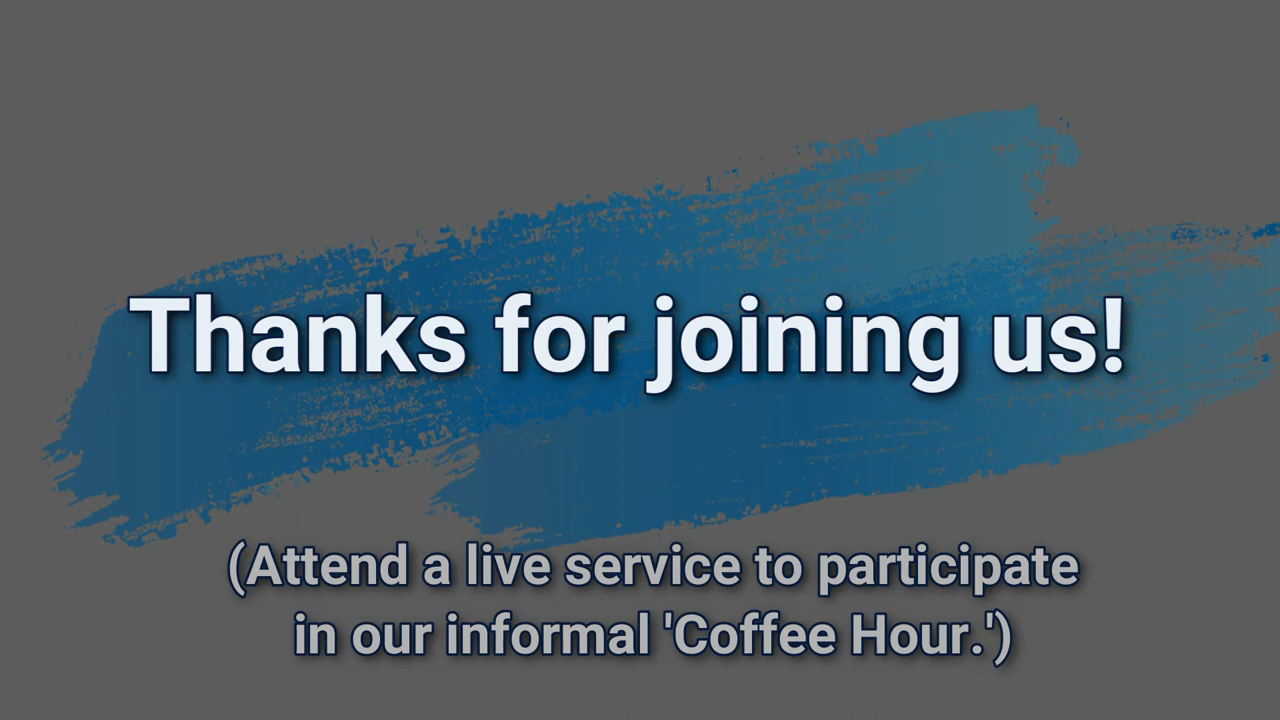 Thanks for joining us!
(Attend a live service to participate
in our informal 'Coffee Hour.')